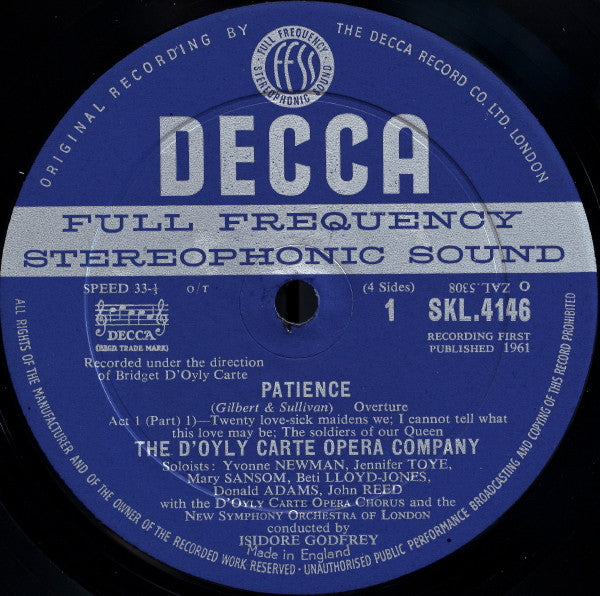 ORIGINAL RECORDING BY THE DECCA RECORD CO. LTD. LONDON
FULL FREQUENCY STEREOPHONIC SOUND
FFSS
DECCA
FULL FREQUENCY
STEREOPHONIC SOUND
SPEED 33-⅓ O/T (4 Sides) O ZAL.5308
1 SKL.4146
DECCA
(REGD. TRADE MARK)
RECORDING FIRST
PUBLISHED 1961
Recorded under the direction
of Bridget D'Oyly Carte
PATIENCE
(Gilbert & Sullivan) Overture
Act 1 (Part 1)—Twenty love-sick maidens we; I cannot tell what
this love may be; The soldiers of our Queen
THE D'OYLY CARTE OPERA COMPANY
Soloists: Yvonne NEWMAN, Jennifer TOYE,
Mary SANSOM, Beti LLOYD-JONES,
Donald ADAMS, John REED
with the D'OYLY CARTE OPERA CHORUS and the
NEW SYMPHONY ORCHESTRA OF LONDON
conducted by
ISIDORE GODFREY
Made in England
ALL RIGHTS OF THE MANUFACTURER AND OF THE OWNER OF THE RECORDED WORK RESERVED - UNAUTHORISED PUBLIC PERFORMANCE BROADCASTING AND COPYING OF THIS RECORD PROHIBITED